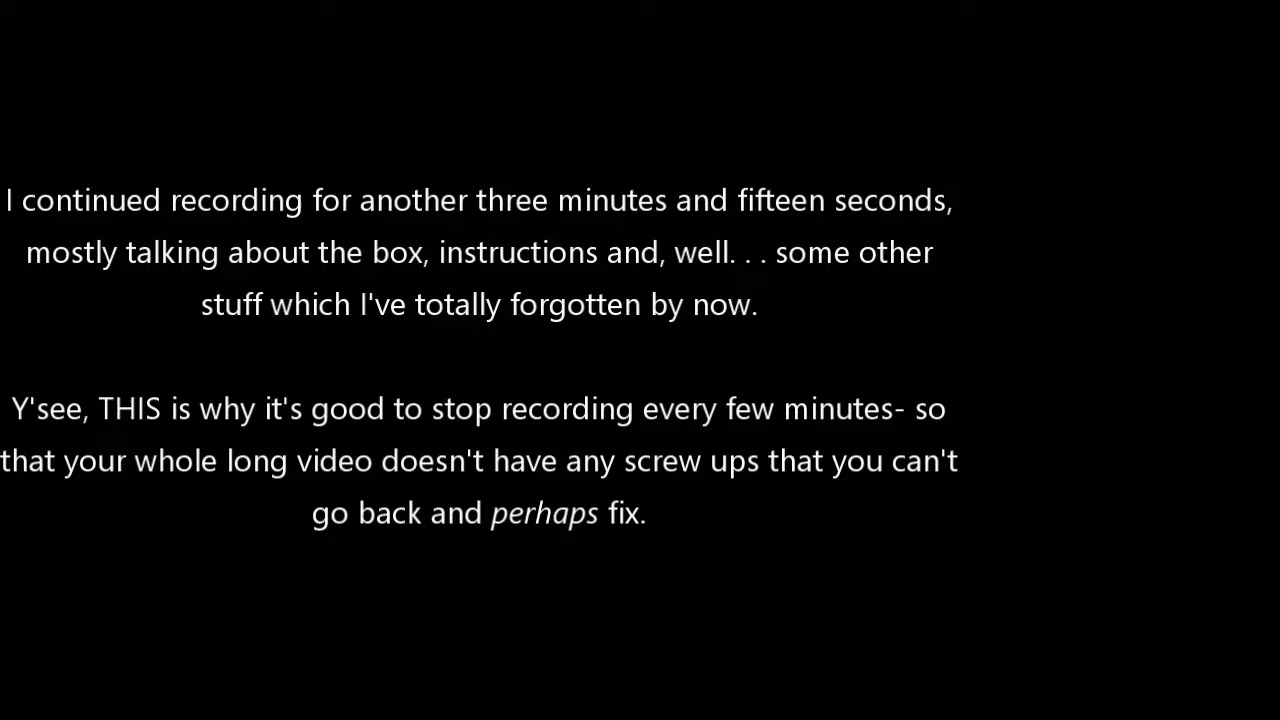 I continued recording for another three minutes and fifteen seconds,
mostly talking about the box, instructions and, well. . . some other
stuff which I've totally forgotten by now.
Y'see, THIS is why it's good to stop recording every few minutes- so
that your whole long video doesn't have any screw ups that you can't
go back and perhaps fix.